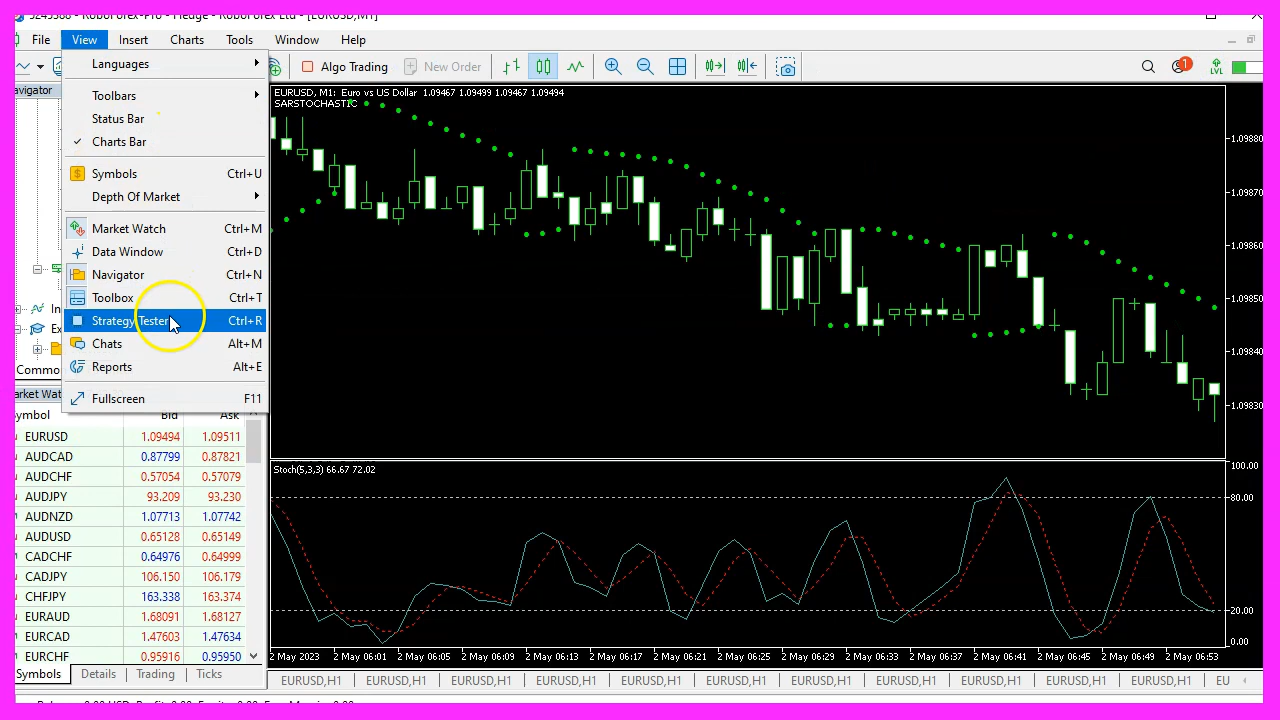 File View Insert Charts Tools Window Help
Algo Trading New Order 1
Navigator
Languages
Toolbars
Status Bar
Charts Bar
Symbols Ctrl+U
Depth Of Market
Market Watch Ctrl+M
Data Window Ctrl+D
Navigator Ctrl+N
Toolbox Ctrl+T
Strategy Tester Ctrl+R
Chats Alt+M
Reports Alt+E
Fullscreen F11
EURUSD, M1: Euro vs US Dollar 1.09467 1.09499 1.09467 1.09494
SARSTOCHASTIC
1.09880
1.09870
1.09860
1.09850
1.09840
1.09830
Symbol Bid Ask
EURUSD 1.09494 1.09511
AUDCAD 0.87799 0.87821
AUDCHF 0.57054 0.57079
AUDJPY 93.209 93.230
AUDNZD 1.07713 1.07742
AUDUSD 0.65128 0.65149
CADCHF 0.64976 0.64999
CADJPY 106.150 106.179
CHFJPY 163.338 163.374
EURAUD 1.68091 1.68127
EURCAD 1.47603 1.47634
EURCHF 0.95916 0.95950
Symbols Details Trading Ticks
Stoch(5,3,3) 66.67 72.02
100.00
80.00
20.00
0.00
2 May 2023 2 May 06:01 2 May 06:05 2 May 06:09 2 May 06:13 2 May 06:17 2 May 06:21 2 May 06:25 2 May 06:29 2 May 06:33 2 May 06:37 2 May 06:41 2 May 06:45 2 May 06:49 2 May 06:53
EURUSD,H1 EURUSD,H1 EURUSD,H1 EURUSD,H1 EURUSD,H1 EURUSD,H1 EURUSD,H1 EURUSD,H1 EURUSD,H1 EURUSD,H1 EURUSD,H1 EU